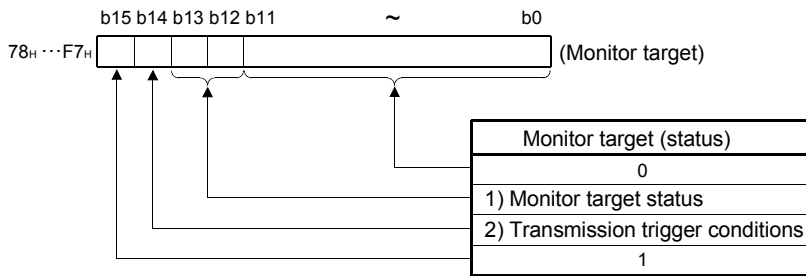 b15 b14 b13 b12 b11 ~ b0
78H ···F7H (Monitor target)
Monitor target (status)
0
1) Monitor target status
2) Transmission trigger conditions
1